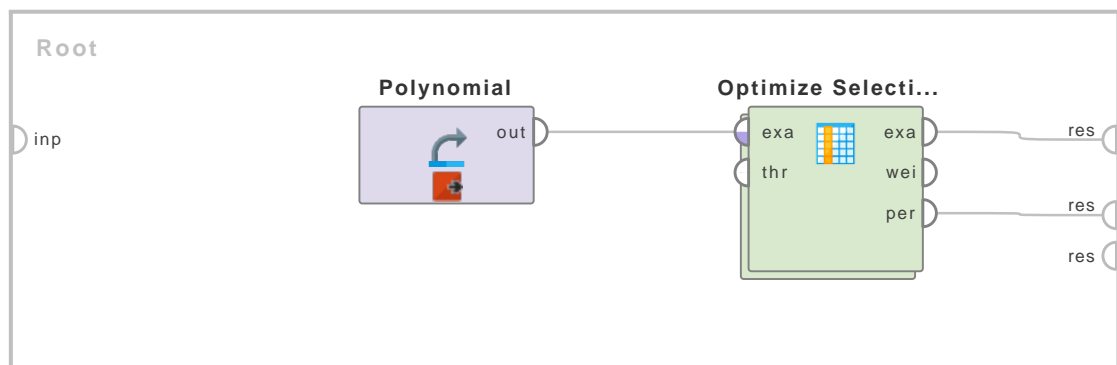 Root
Polynomial
Optimize Selecti...
inp
out
exa
exa
res
thr
wei
per
res
res